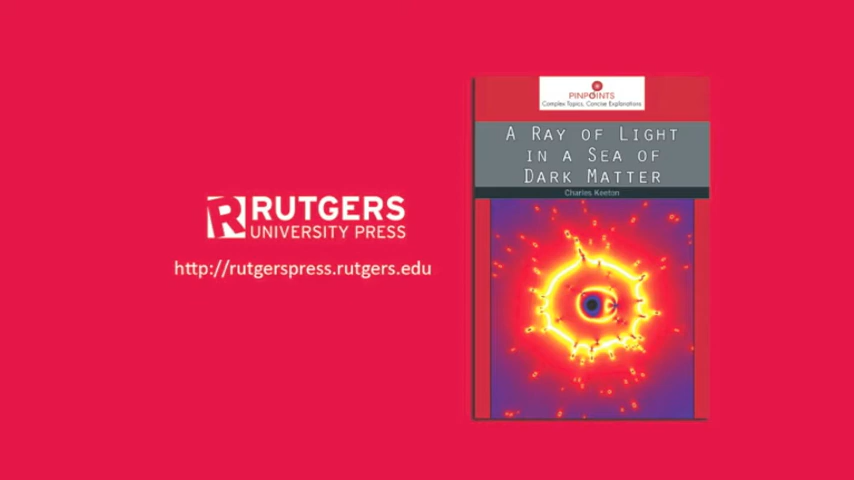 RUTGERS
UNIVERSITY PRESS
http://rutgerspress.rutgers.edu
PINPOINTS
Complex Topics, Concise Explanations
A RAY OF LIGHT
IN A SEA OF
DARK MATTER
Charles Keeton